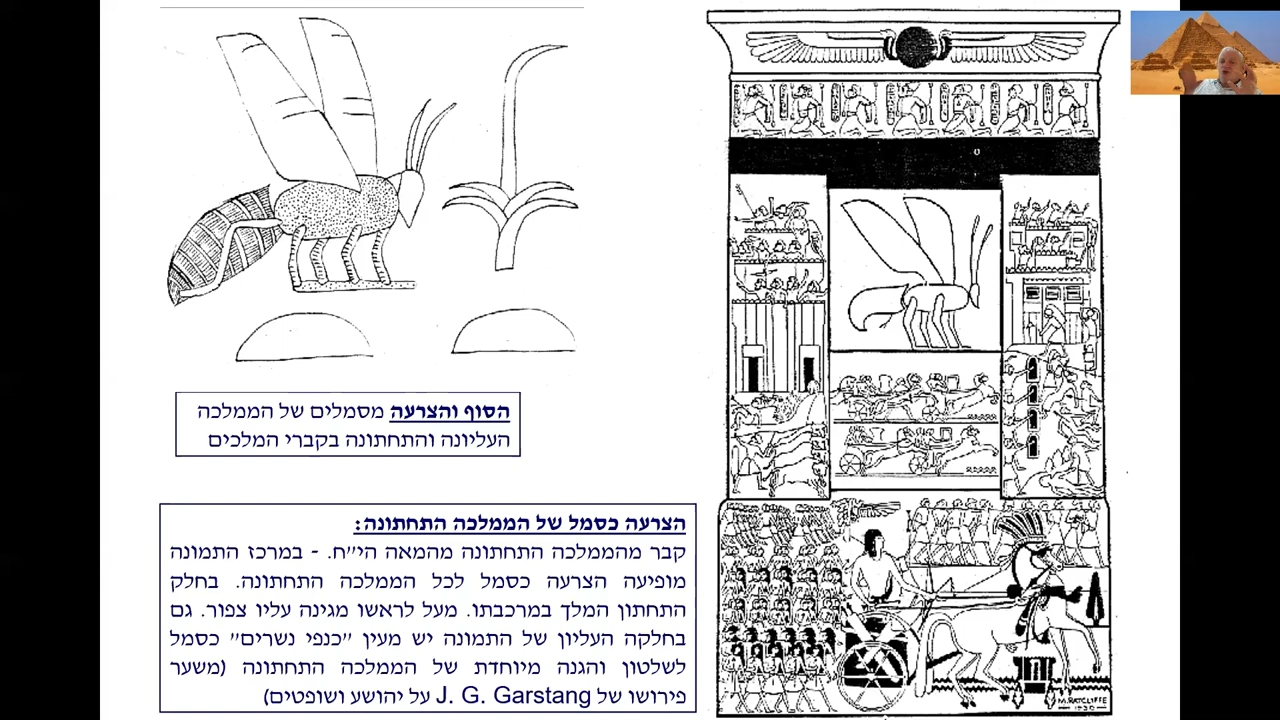 הסוף והצרעה מסמלים של הממלכה
העליונה והתחתונה בקברי המלכים
הצרעה כסמל של הממלכה התחתונה:
קבר מהממלכה התחתונה מהמאה הי״ח. - במרכז התמונה
מופיעה הצרעה כסמל לכל הממלכה התחתונה. בחלק
התחתון המלך במרכבתו. מעל לראשו מגינה עליו צפור. גם
בחלקה העליון של התמונה יש מעין ״כנפי נשרים״ כסמל
לשלטון והגנה מיוחדת של הממלכה התחתונה (משער
פירושו של J. G. Garstang על יהושע ושופטים)
M.RATCLIFFE
1930